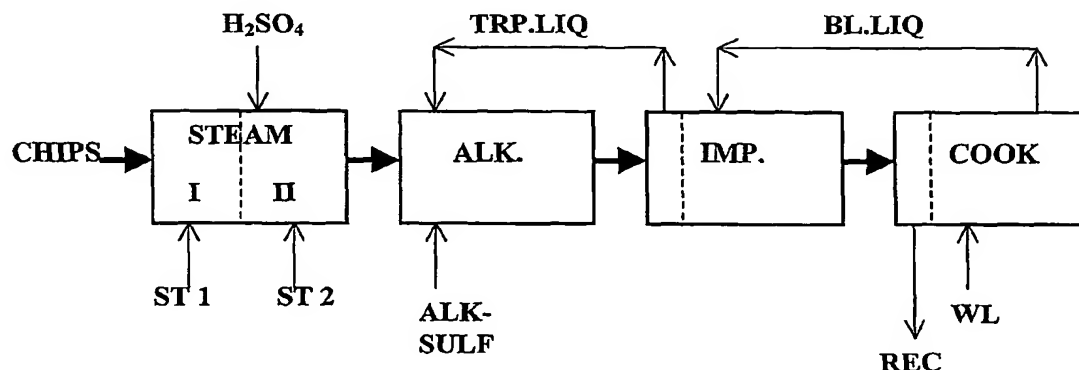 H₂SO₄
TRP.LIQ
BL.LIQ
CHIPS
STEAM
I
II
ALK.
IMP.
COOK
ST 1
ST 2
ALK-
SULF
WL
REC